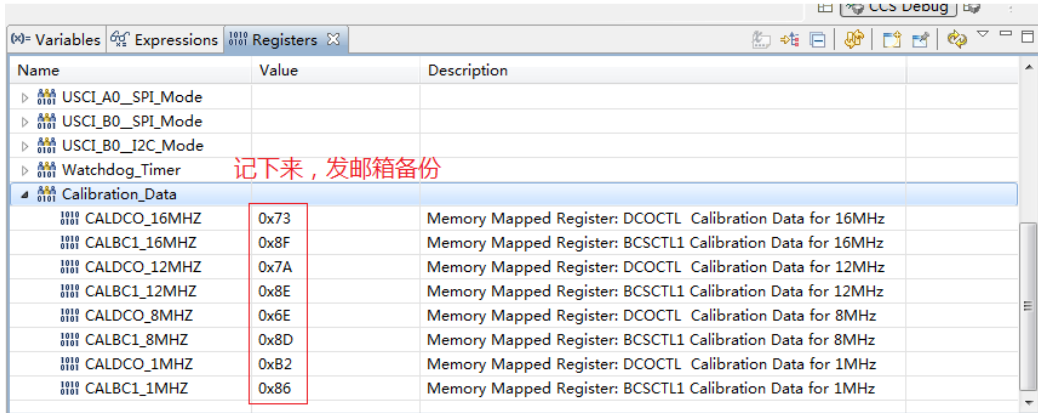 CCS Debug
(x)= Variables Expressions Registers
Name Value Description
USCI_A0__SPI_Mode
USCI_B0__SPI_Mode
USCI_B0__I2C_Mode
Watchdog_Timer 记下来，发邮箱备份
Calibration_Data
CALDCO_16MHZ 0x73 Memory Mapped Register: DCOCTL Calibration Data for 16MHz
CALBC1_16MHZ 0x8F Memory Mapped Register: BCSCTL1 Calibration Data for 16MHz
CALDCO_12MHZ 0x7A Memory Mapped Register: DCOCTL Calibration Data for 12MHz
CALBC1_12MHZ 0x8E Memory Mapped Register: BCSCTL1 Calibration Data for 12MHz
CALDCO_8MHZ 0x6E Memory Mapped Register: DCOCTL Calibration Data for 8MHz
CALBC1_8MHZ 0x8D Memory Mapped Register: BCSCTL1 Calibration Data for 8MHz
CALDCO_1MHZ 0xB2 Memory Mapped Register: DCOCTL Calibration Data for 1MHz
CALBC1_1MHZ 0x86 Memory Mapped Register: BCSCTL1 Calibration Data for 1MHz